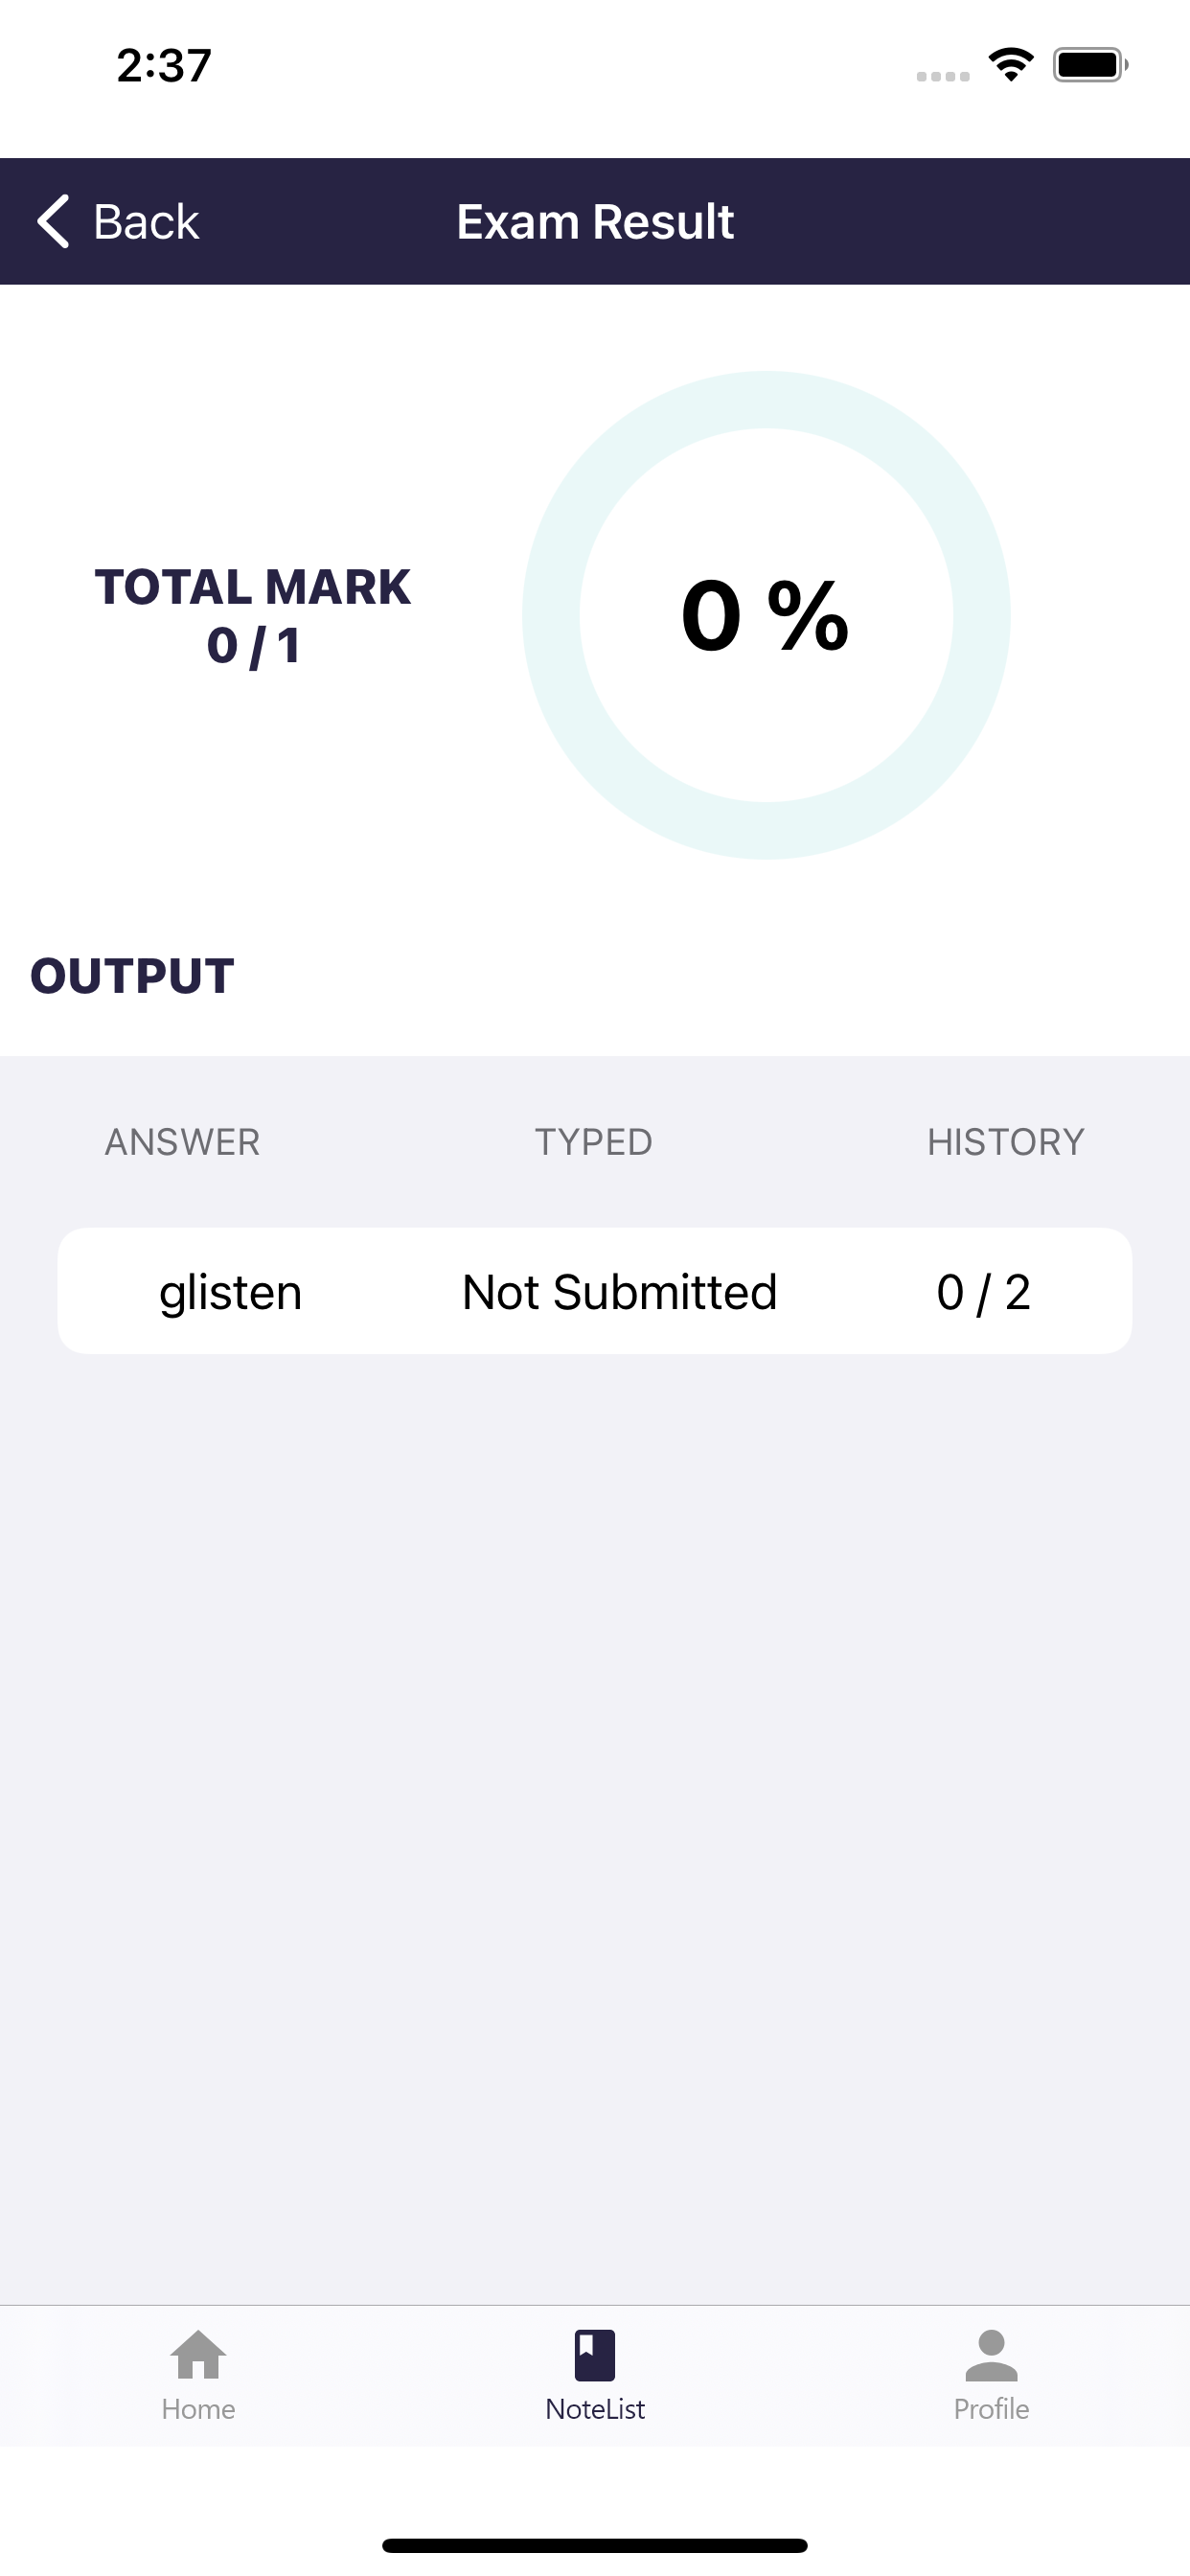 2:37
Back
Exam Result
TOTAL MARK
0 / 1
0 %
OUTPUT
ANSWER TYPED HISTORY
glisten Not Submitted 0 / 2
Home NoteList Profile